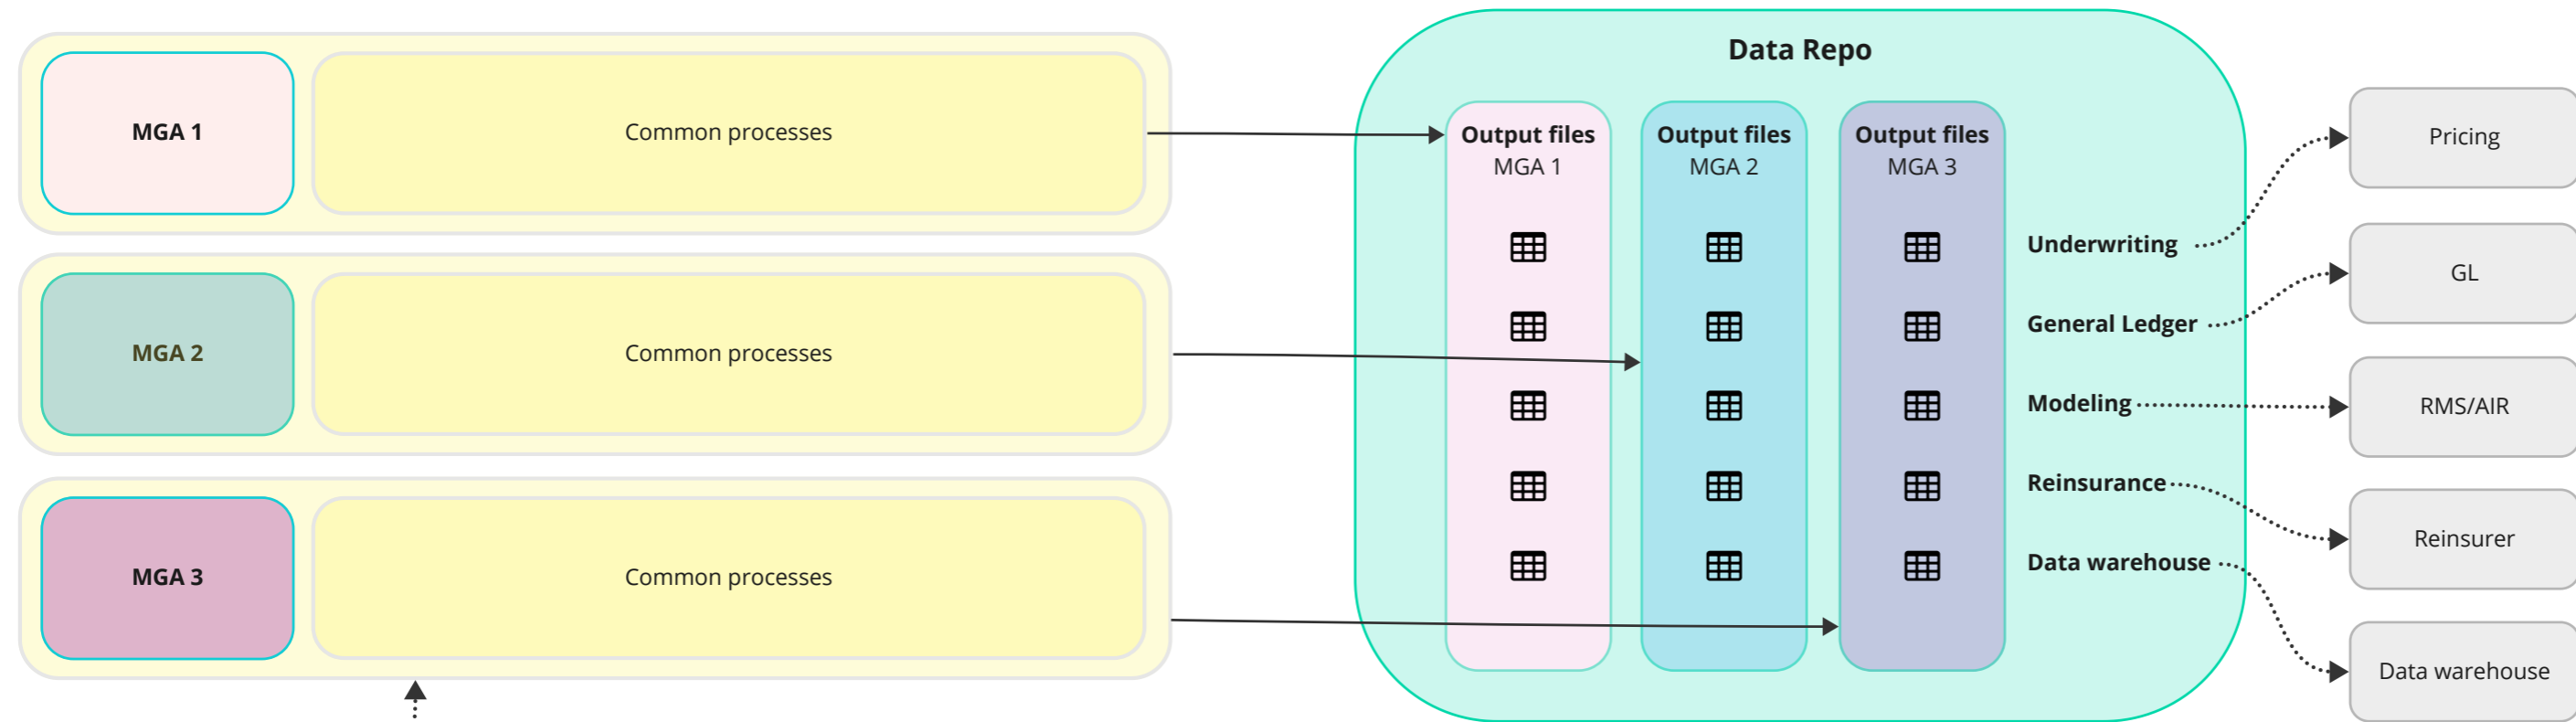 MGA 1
Common processes
MGA 2
Common processes
MGA 3
Common processes
Data Repo
Output files
MGA 1
Output files
MGA 2
Output files
MGA 3
Underwriting
General Ledger
Modeling
Reinsurance
Data warehouse
Pricing
GL
RMS/AIR
Reinsurer
Data warehouse